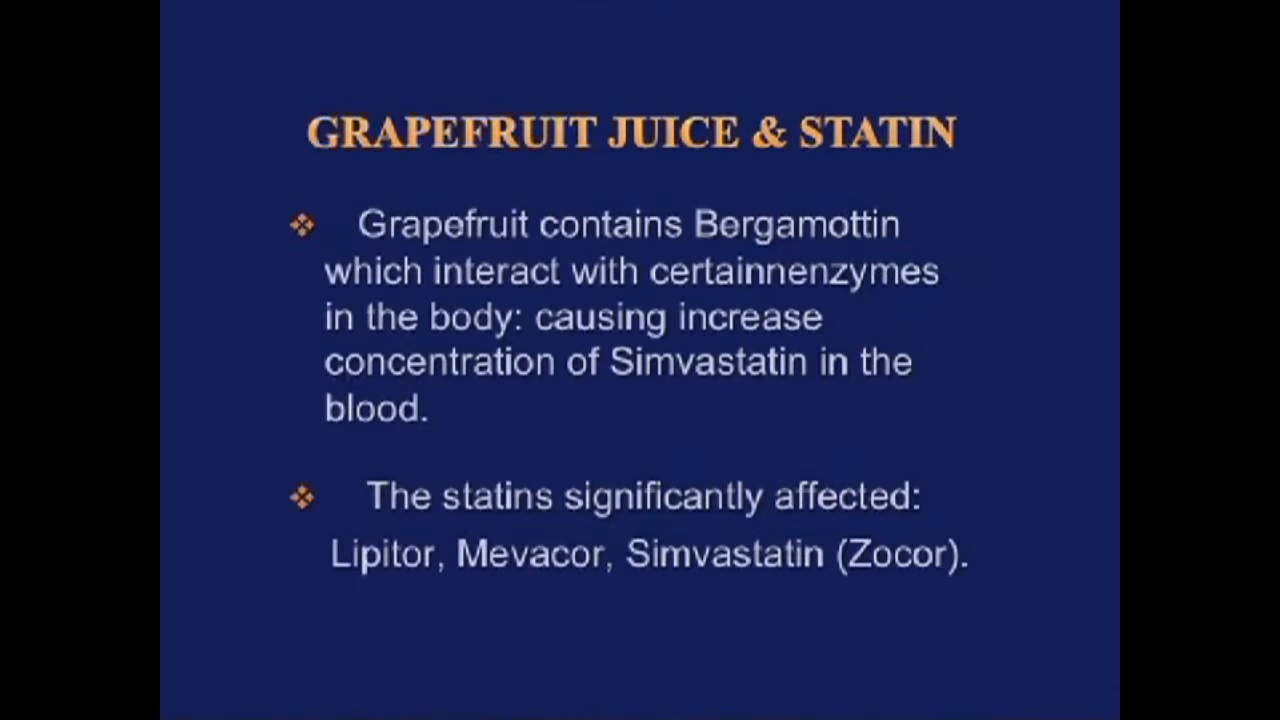 GRAPEFRUIT JUICE & STATIN
Grapefruit contains Bergamottin
which interact with certainnenzymes
in the body: causing increase
concentration of Simvastatin in the
blood.
The statins significantly affected:
Lipitor, Mevacor, Simvastatin (Zocor).